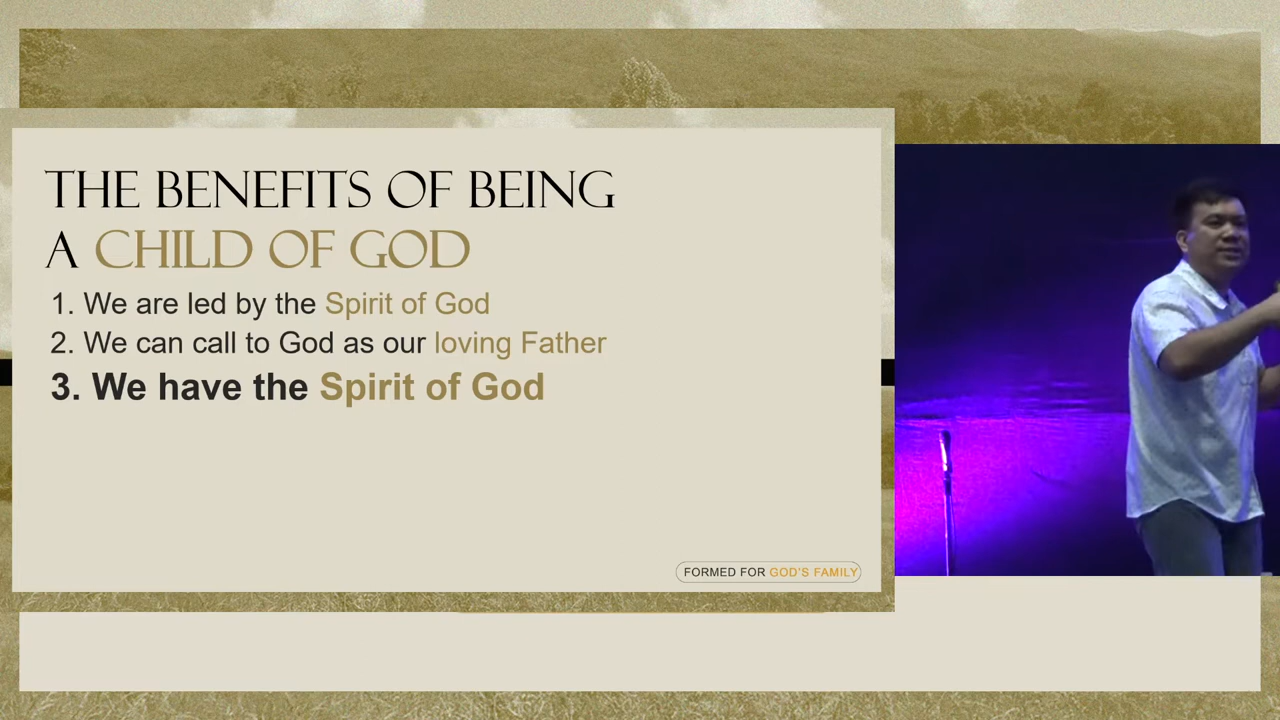 THE BENEFITS OF BEING
A CHILD OF GOD
1. We are led by the Spirit of God
2. We can call to God as our loving Father
3. We have the Spirit of God
FORMED FOR GOD'S FAMILY